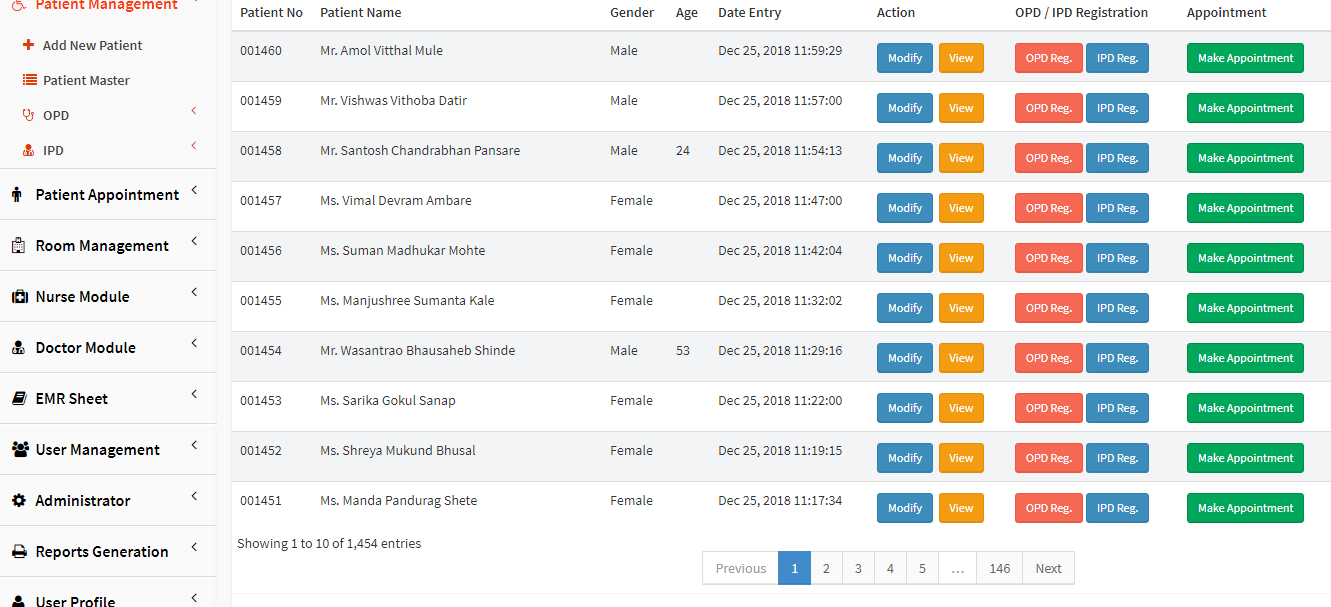 Patient Management
Add New Patient
Patient Master
OPD
IPD
Patient Appointment
Room Management
Nurse Module
Doctor Module
EMR Sheet
User Management
Administrator
Reports Generation
User Profile
Patient No Patient Name Gender Age Date Entry Action OPD / IPD Registration Appointment
001460 Mr. Amol Vitthal Mule Male Dec 25, 2018 11:59:29 Modify View OPD Reg. IPD Reg. Make Appointment
001459 Mr. Vishwas Vithoba Datir Male Dec 25, 2018 11:57:00 Modify View OPD Reg. IPD Reg. Make Appointment
001458 Mr. Santosh Chandrabhan Pansare Male 24 Dec 25, 2018 11:54:13 Modify View OPD Reg. IPD Reg. Make Appointment
001457 Ms. Vimal Devram Ambare Female Dec 25, 2018 11:47:00 Modify View OPD Reg. IPD Reg. Make Appointment
001456 Ms. Suman Madhukar Mohte Female Dec 25, 2018 11:42:04 Modify View OPD Reg. IPD Reg. Make Appointment
001455 Ms. Manjushree Sumanta Kale Female Dec 25, 2018 11:32:02 Modify View OPD Reg. IPD Reg. Make Appointment
001454 Mr. Wasantrao Bhausaheb Shinde Male 53 Dec 25, 2018 11:29:16 Modify View OPD Reg. IPD Reg. Make Appointment
001453 Ms. Sarika Gokul Sanap Female Dec 25, 2018 11:22:00 Modify View OPD Reg. IPD Reg. Make Appointment
001452 Ms. Shreya Mukund Bhusal Female Dec 25, 2018 11:19:15 Modify View OPD Reg. IPD Reg. Make Appointment
001451 Ms. Manda Pandurag Shete Female Dec 25, 2018 11:17:34 Modify View OPD Reg. IPD Reg. Make Appointment
Showing 1 to 10 of 1,454 entries
Previous 1 2 3 4 5 … 146 Next